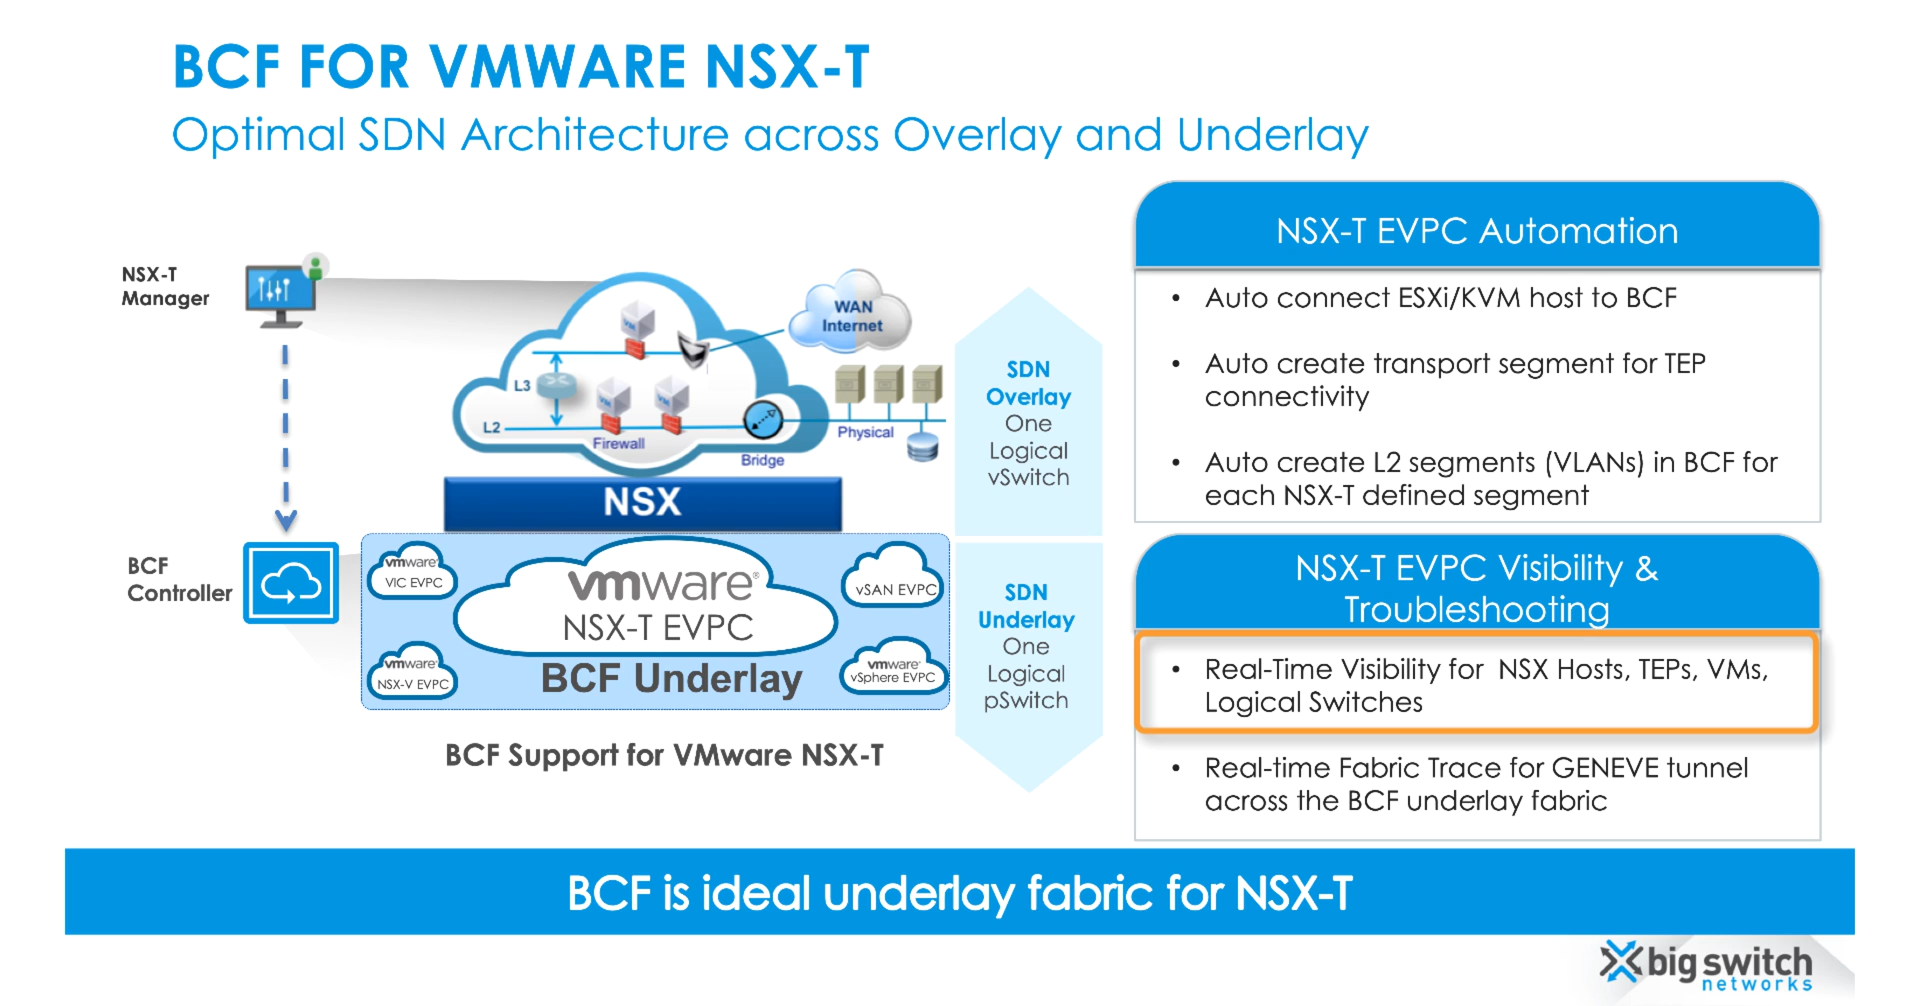 BCF FOR VMWARE NSX-T
Optimal SDN Architecture across Overlay and Underlay
NSX-T
Manager
WAN
Internet
VM
L3
VM
VM
L2
Firewall
Bridge
Physical
NSX
BCF
Controller
vmware
VIC EVPC
vmware®
NSX-T EVPC
vSAN EVPC
vmware
NSX-V EVPC
BCF Underlay
vmware
vSphere EVPC
BCF Support for VMware NSX-T
SDN
Overlay
One
Logical
vSwitch
SDN
Underlay
One
Logical
pSwitch
NSX-T EVPC Automation
• Auto connect ESXi/KVM host to BCF
• Auto create transport segment for TEP
connectivity
• Auto create L2 segments (VLANs) in BCF for
each NSX-T defined segment
NSX-T EVPC Visibility &
Troubleshooting
• Real-Time Visibility for NSX Hosts, TEPs, VMs,
Logical Switches
• Real-time Fabric Trace for GENEVE tunnel
across the BCF underlay fabric
BCF is ideal underlay fabric for NSX-T
big switch
networks